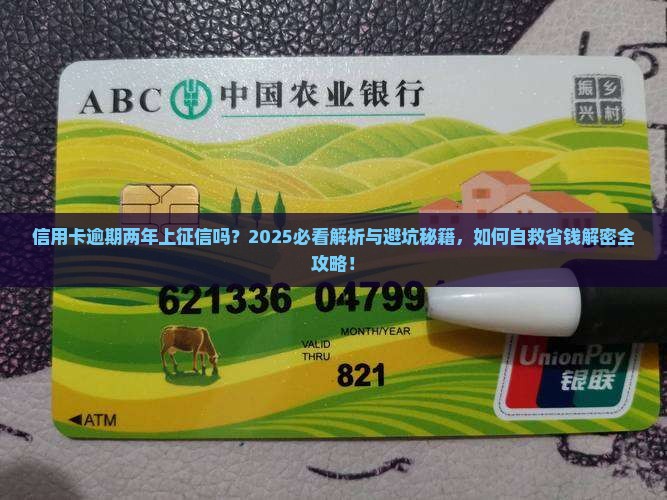 ABC 中国农业银行
振乡
兴村
信用卡逾期两年上征信吗？2025必看解析与避坑秘籍，如何自救省钱解密全
攻略！
621336 04799
MONTH/YEAR
VALID
THRU
821
UnionPay
银联
◀ATM